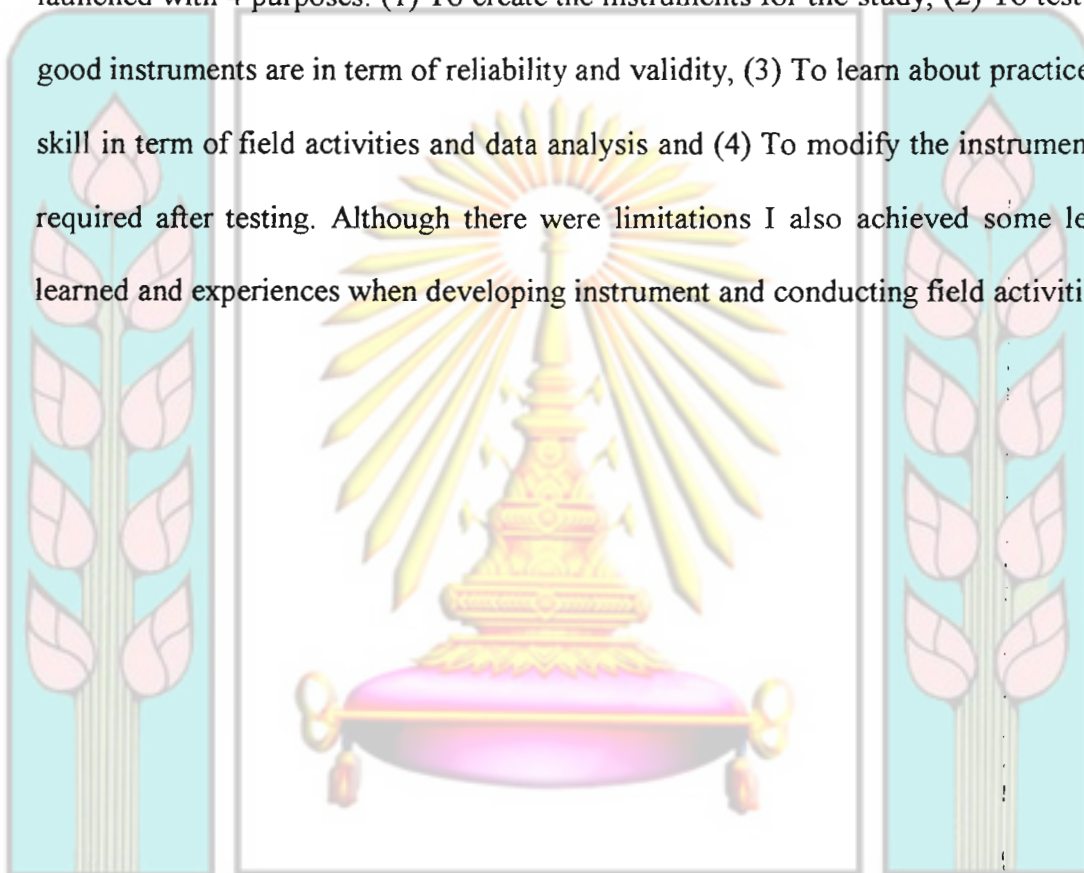 launched with 4 purposes. (1) To create the instruments for the study, (2) To test
good instruments are in term of reliability and validity, (3) To learn about practice
skill in term of field activities and data analysis and (4) To modify the instrumen
required after testing. Although there were limitations I also achieved some le
learned and experiences when developing instrument and conducting field activiti